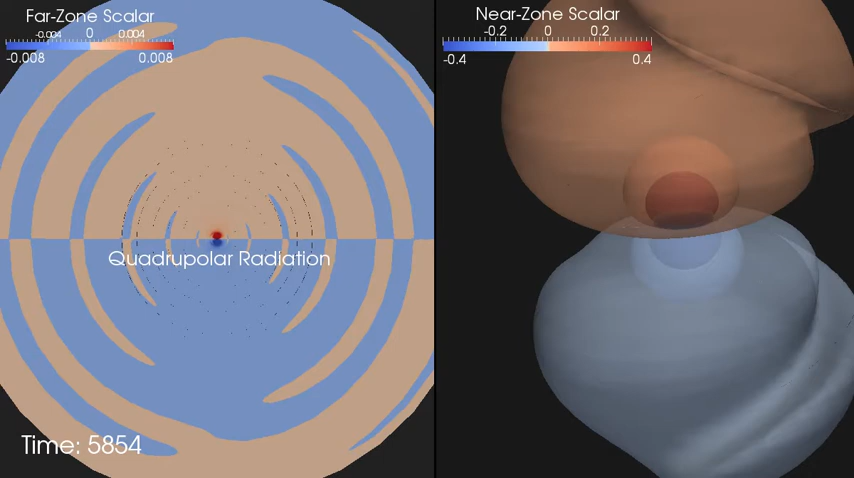 Far-Zone Scalar
-0.004 0 0.004
-0.008 0.008
Quadrupolar Radiation
Time: 5854
Near-Zone Scalar
-0.2 0 0.2
-0.4 0.4